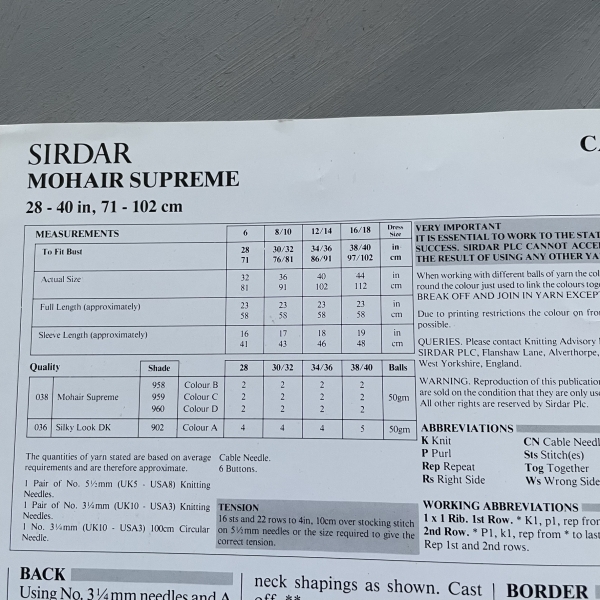 SIRDAR
MOHAIR SUPREME
28 - 40 in, 71 - 102 cm
MEASUREMENTS 6 8/10 12/14 16/18 Dress Size
To Fit Bust 28 30/32 34/36 38/40 in
71 76/81 86/91 97/102 cm
Actual Size 32 36 40 44 in
81 91 102 112 cm
Full Length (approximately) 23 23 23 23 in
58 58 58 58 cm
Sleeve Length (approximately) 16 17 18 19 in
41 43 46 48 cm
Quality Shade 28 30/32 34/36 38/40 Balls
038 Mohair Supreme 958 Colour B 2 2 2 2 50gm
959 Colour C 2 2 2 2
960 Colour D 2 2 2 2
036 Silky Look DK 902 Colour A 4 4 4 5 50gm
The quantities of yarn stated are based on average
requirements and are therefore approximate.
1 Pair of No. 5½mm (UK5 - USA8) Knitting
Needles.
1 Pair of No. 3¼mm (UK10 - USA3) Knitting
Needles.
1 No. 3¼mm (UK10 - USA3) 100cm Circular
Needle.
Cable Needle.
6 Buttons.
TENSION
16 sts and 22 rows to 4in, 10cm over stocking stitch
on 5½mm needles or the size required to give the
correct tension.
VERY IMPORTANT
IT IS ESSENTIAL TO WORK TO THE STAT
SUCCESS. SIRDAR PLC CANNOT ACCE
THE RESULT OF USING ANY OTHER YA
When working with different balls of yarn the col
round the colour just used to link the colours toge
BREAK OFF AND JOIN IN YARN EXCEP
Due to printing restrictions the colour on fro
possible.
QUERIES. Please contact Knitting Advisory
SIRDAR PLC, Flanshaw Lane, Alverthorpe,
West Yorkshire, England.
WARNING. Reproduction of this publication
are sold on the condition that they are only use
All other rights are reserved by Sirdar Plc.
ABBREVIATIONS
K Knit CN Cable Needl
P Purl Sts Stitch(es)
Rep Repeat Tog Together
Rs Right Side Ws Wrong Side
WORKING ABBREVIATIONS
1 x 1 Rib. 1st Row. * K1, p1, rep from
2nd Row. * P1, k1, rep from * to last
Rep 1st and 2nd rows.
BACK
Using No. 3¼mm needles and A
neck shapings as shown. Cast
off. **
BORDER